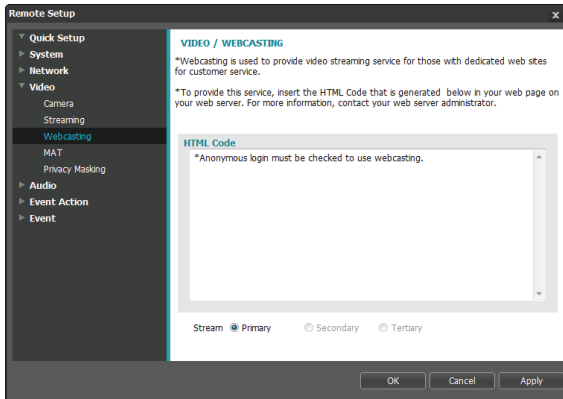 Remote Setup
x
Quick Setup
System
Network
Video
Camera
Streaming
Webcasting
MAT
Privacy Masking
Audio
Event Action
Event
VIDEO / WEBCASTING
*Webcasting is used to provide video streaming service for those with dedicated web sites
for customer service.
*To provide this service, insert the HTML Code that is generated below in your web page on
your web server. For more information, contact your web server administrator.
HTML Code
*Anonymous login must be checked to use webcasting.
Stream Primary Secondary Tertiary
OK Cancel Apply